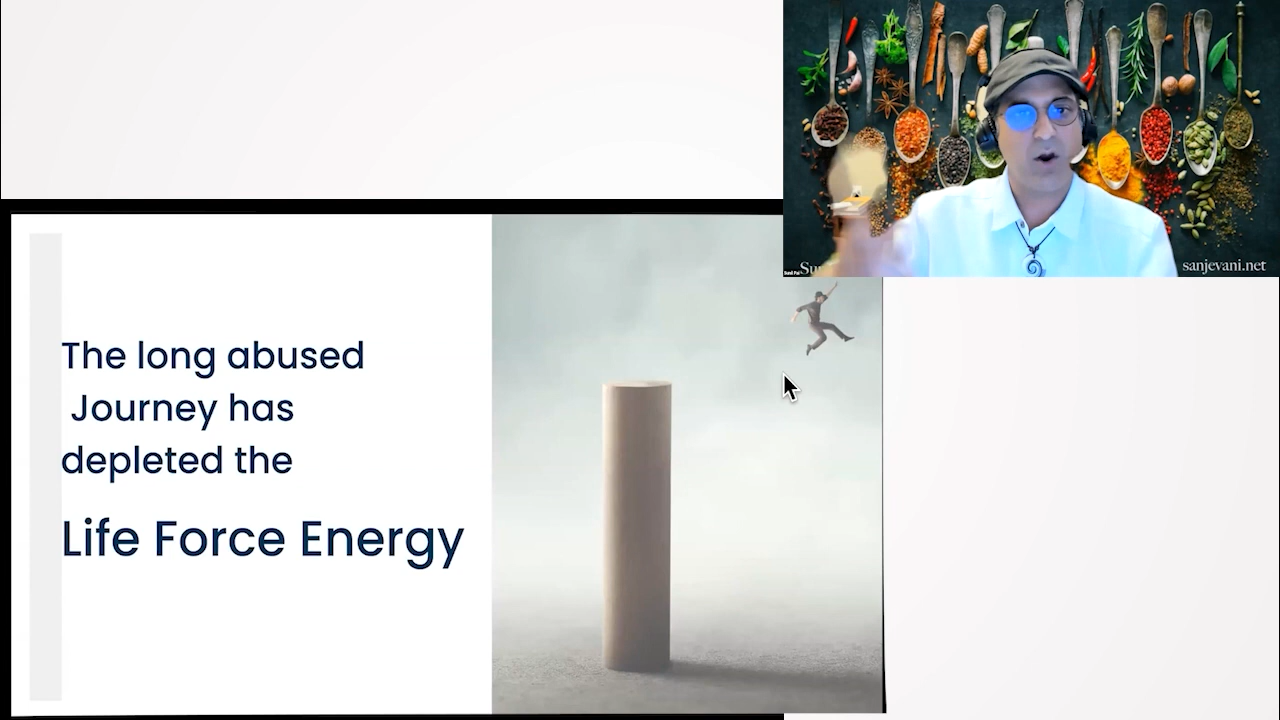 The long abused
Journey has
depleted the
Life Force Energy
sanjevani.net